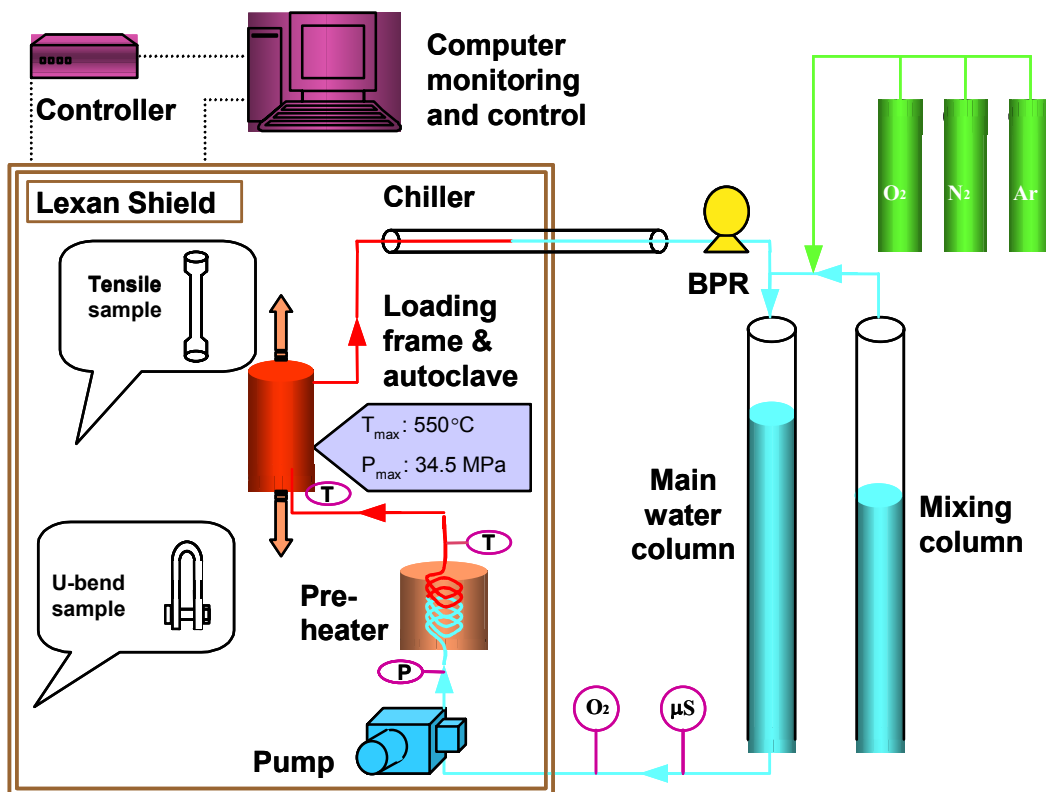 Controller
Computer
monitoring
and control
Lexan Shield
Chiller
BPR
O₂
N₂
Ar
Tensile
sample
Loading
frame &
autoclave
Tmax: 550°C
Pmax: 34.5 MPa
T
T
U-bend
sample
Pre-
heater
P
Pump
O₂
µS
Main
water
column
Mixing
column